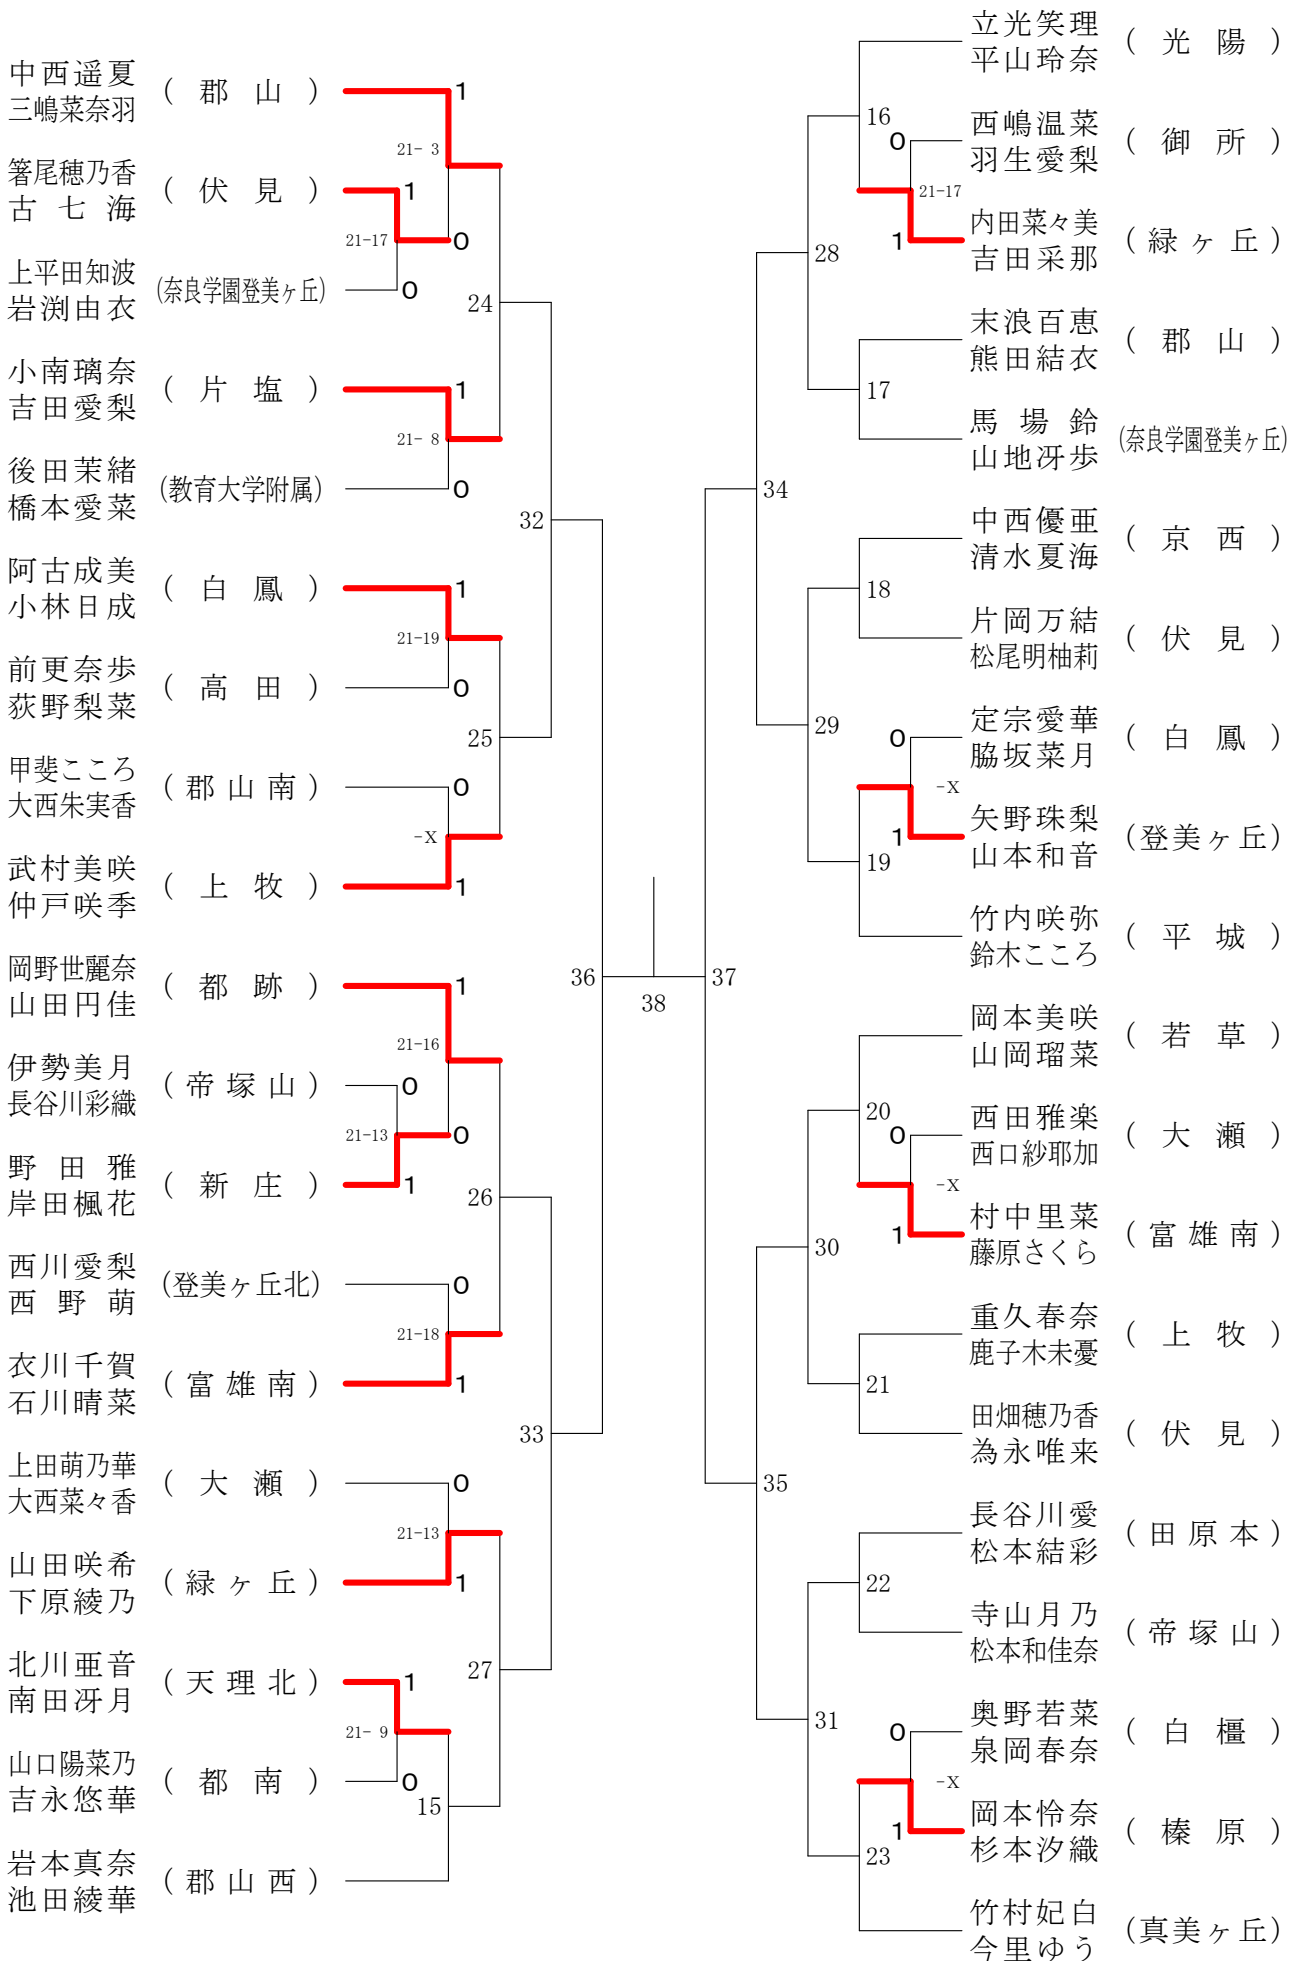 中西遥夏
三嶋菜奈羽
( 郡 山 )
1
21- 3
箸尾穂乃香
古 七 海
( 伏 見 )
1
21-17
0
上平田知波
岩渕由衣
(奈良学園登美ヶ丘)
0
24
小南璃奈
吉田愛梨
( 片 塩 )
1
21- 8
後田茉緒
橋本愛菜
(教育大学附属)
0
32
阿古成美
小林日成
( 白 鳳 )
1
21-19
前更奈歩
荻野梨菜
( 高 田 )
0
25
甲斐こころ
大西朱実香
( 郡 山 南 )
0
-X
武村美咲
仲戸咲季
( 上 牧 )
1
36
岡野世麗奈
山田円佳
( 都 跡 )
1
21-16
伊勢美月
長谷川彩織
( 帝 塚 山 )
0
21-13
0
野 田 雅
岸田楓花
( 新 庄 )
1
26
西川愛梨
西 野 萌
(登美ヶ丘北)
0
21-18
衣川千賀
石川晴菜
( 富 雄 南 )
1
33
上田萌乃華
大西菜々香
( 大 瀬 )
0
21-13
山田咲希
下原綾乃
( 緑 ヶ 丘 )
1
27
北川亜音
南田冴月
( 天 理 北 )
1
21- 9
山口陽菜乃
吉永悠華
( 都 南 )
0
15
岩本真奈
池田綾華
( 郡 山 西 )
38
立光笑理
平山玲奈
( 光 陽 )
16
西嶋温菜
羽生愛梨
( 御 所 )
0
21-17
内田菜々美
吉田采那
( 緑 ヶ 丘 )
1
28
末浪百恵
熊田結衣
( 郡 山 )
17
馬 場 鈴
山地冴歩
(奈良学園登美ヶ丘)
34
中西優亜
清水夏海
( 京 西 )
18
片岡万結
松尾明柚莉
( 伏 見 )
29
定宗愛華
脇坂菜月
( 白 鳳 )
0
-X
矢野珠梨
山本和音
(登美ヶ丘)
1
19
竹内咲弥
鈴木こころ
( 平 城 )
37
岡本美咲
山岡瑠菜
( 若 草 )
20
西田雅楽
西口紗耶加
( 大 瀬 )
0
-X
村中里菜
藤原さくら
( 富 雄 南 )
1
30
重久春奈
鹿子木未憂
( 上 牧 )
21
田畑穂乃香
為永唯来
( 伏 見 )
35
長谷川愛
松本結彩
( 田 原 本 )
22
寺山月乃
松本和佳奈
( 帝 塚 山 )
31
奥野若菜
泉岡春奈
( 白 橿 )
0
-X
岡本怜奈
杉本汐織
( 榛 原 )
1
23
竹村妃白
今里ゆう
(真美ヶ丘)